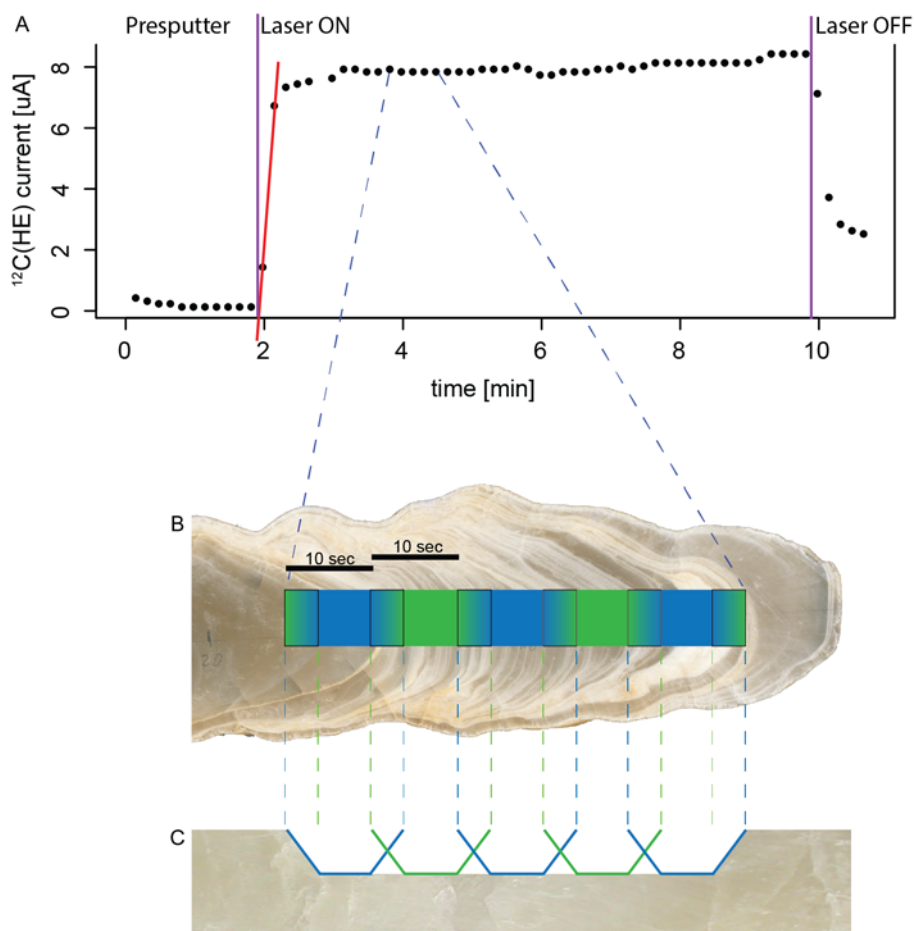 A
Presputter
Laser ON
Laser OFF
¹²C(HE) current [uA]
8
6
4
2
0
0 2 4 6 8 10
time [min]
B
10 sec
10 sec
20
C